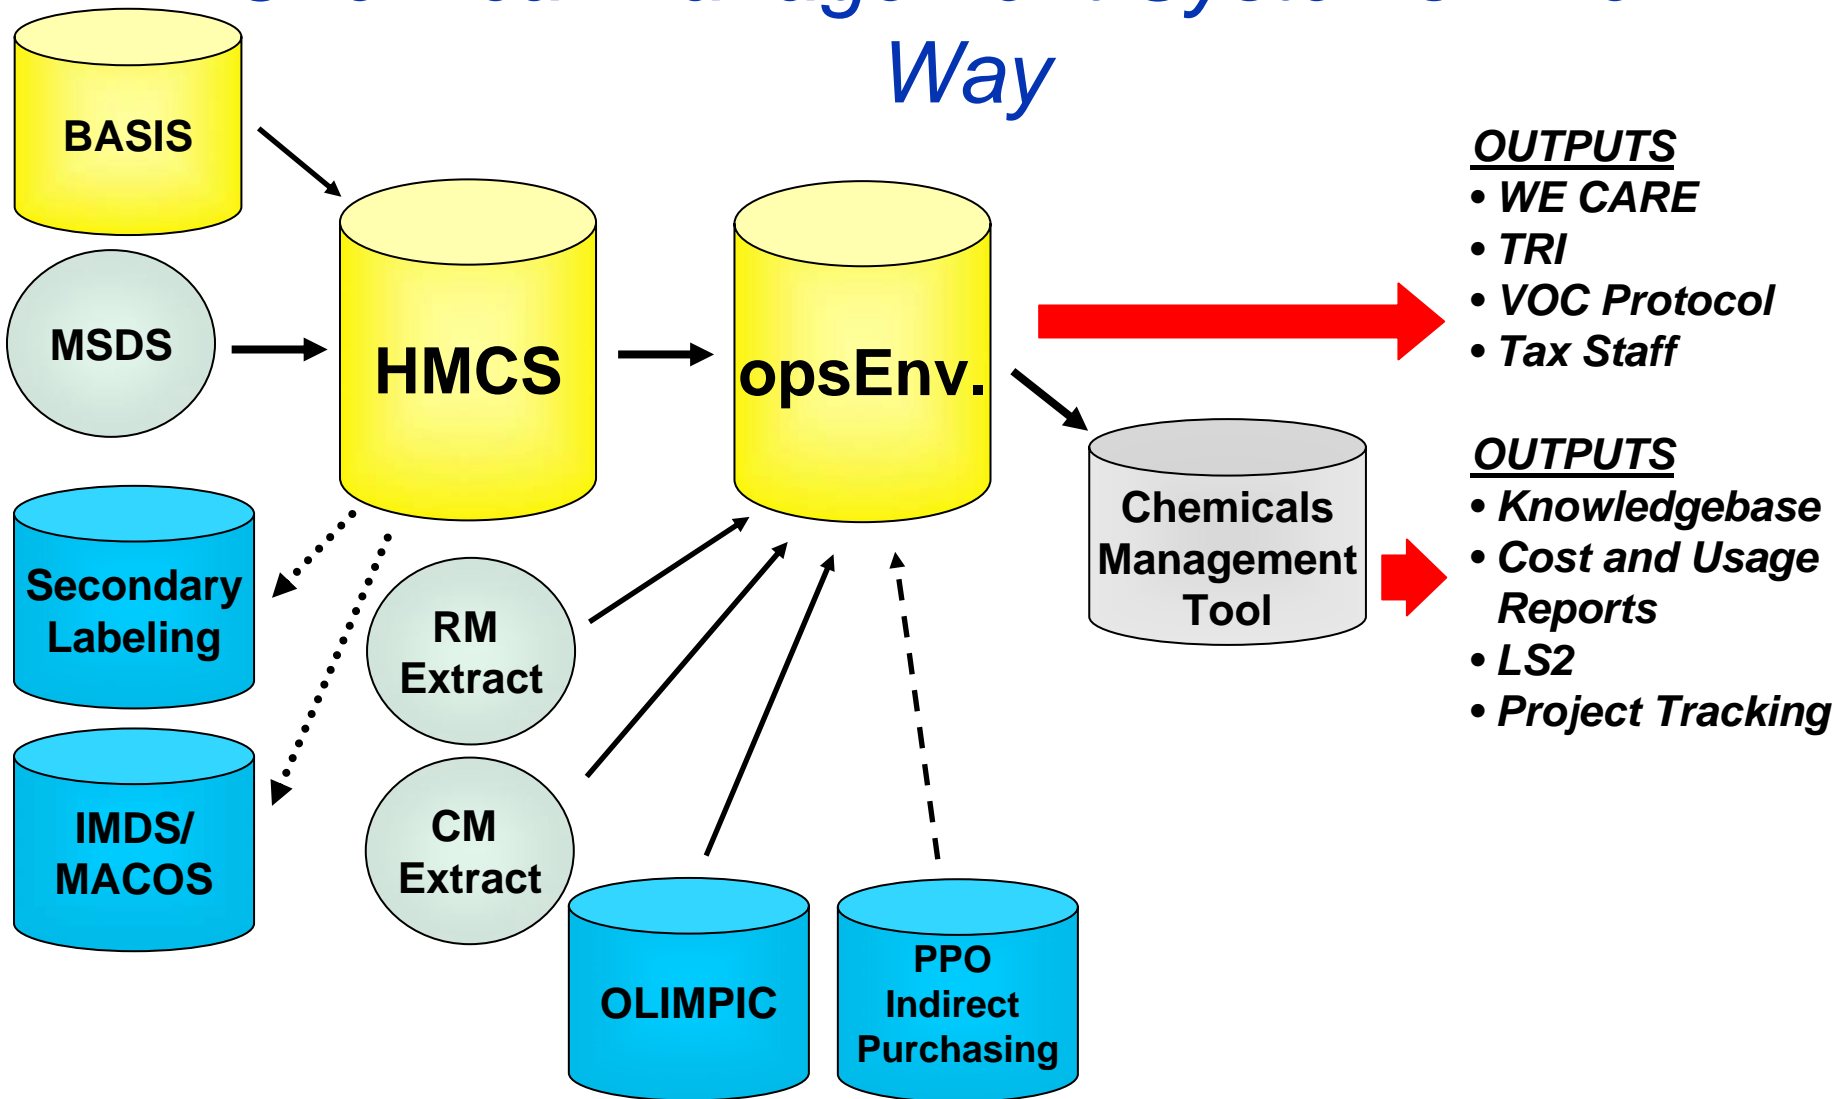 Way
BASIS
MSDS
HMCS
opsEnv.
OUTPUTS
• WE CARE
• TRI
• VOC Protocol
• Tax Staff
Chemicals
Management
Tool
OUTPUTS
• Knowledgebase
• Cost and Usage
Reports
• LS2
• Project Tracking
Secondary
Labeling
IMDS/
MACOS
RM
Extract
CM
Extract
OLIMPIC
PPO
Indirect
Purchasing